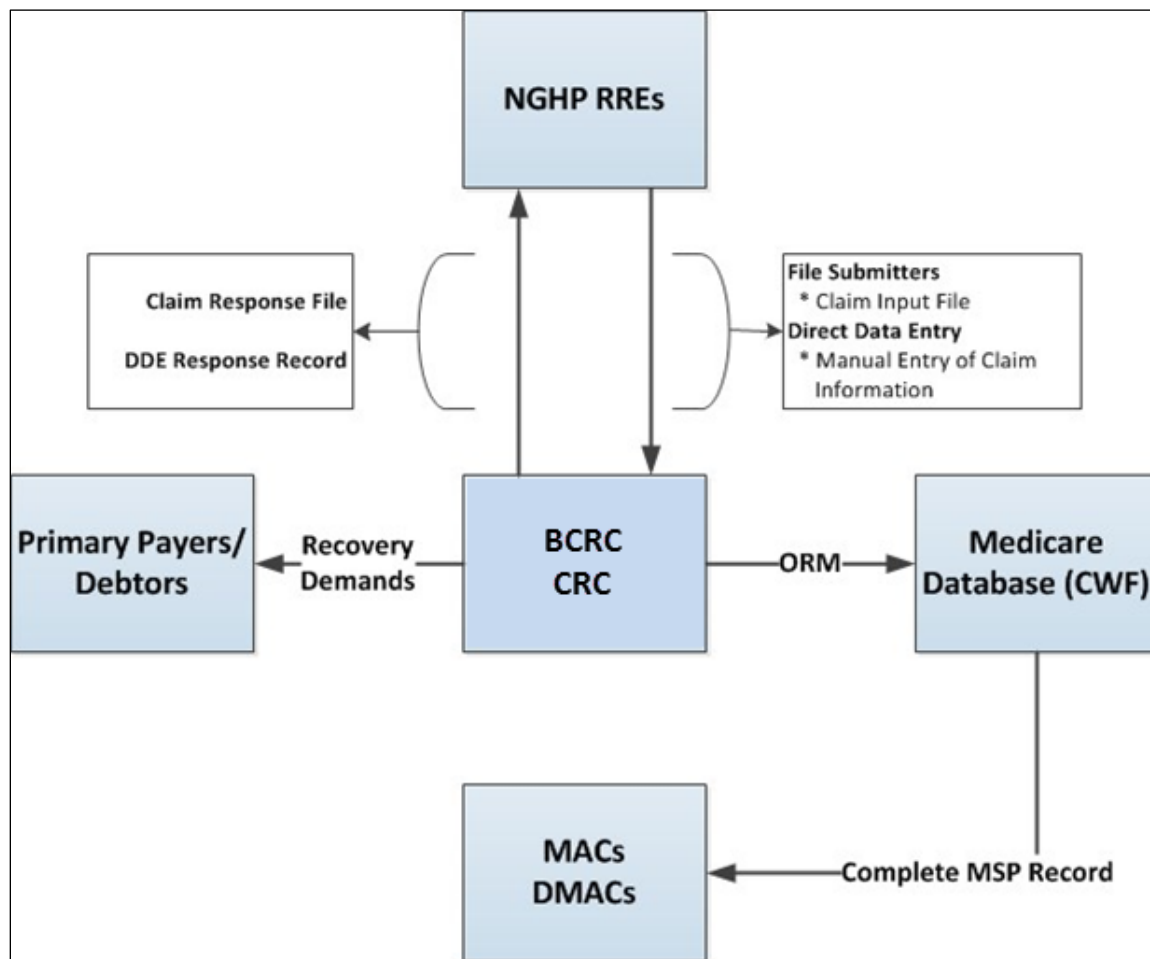 NGHP RREs
Claim Response File
DDE Response Record
File Submitters
* Claim Input File
Direct Data Entry
* Manual Entry of Claim
Information
Primary Payers/
Debtors
Recovery
Demands
BCRC
CRC
ORM
Medicare
Database (CWF)
MACs
DMACs
Complete MSP Record